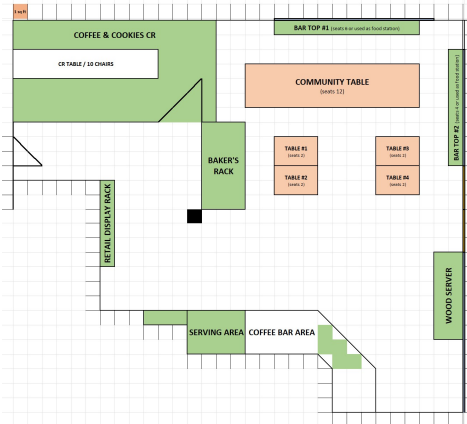 1 sq ft
COFFEE & COOKIES CR
BAR TOP #1 (seats 6 or used as food station)
CR TABLE / 10 CHAIRS
COMMUNITY TABLE
(seats 12)
BAR TOP #2 (seats 4 or used as food station)
TABLE #1
(seats 2)
TABLE #3
(seats 2)
BAKER'S
RACK
TABLE #2
(seats 2)
TABLE #4
(seats 2)
RETAIL DISPLAY RACK
WOOD SERVER
SERVING AREA
COFFEE BAR AREA